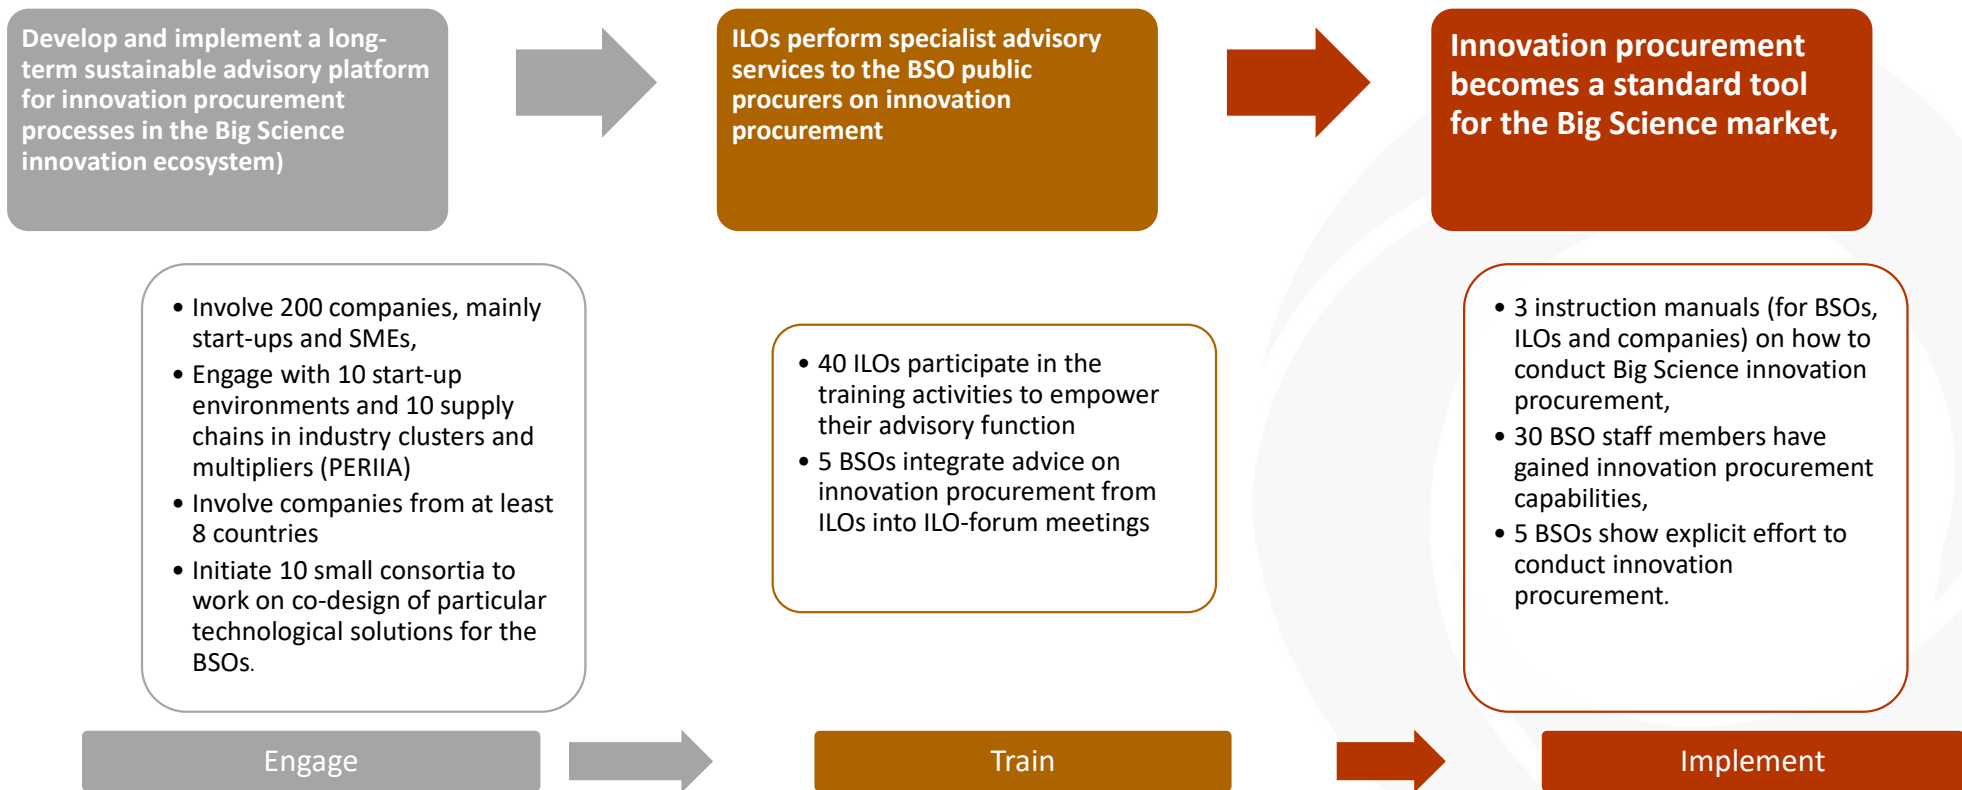 Develop and implement a long-
term sustainable advisory platform
for innovation procurement
processes in the Big Science
innovation ecosystem)
ILOs perform specialist advisory
services to the BSO public
procurers on innovation
procurement
Innovation procurement
becomes a standard tool
for the Big Science market,
• Involve 200 companies, mainly
start-ups and SMEs,
• Engage with 10 start-up
environments and 10 supply
chains in industry clusters and
multipliers (PERIIA)
• Involve companies from at least
8 countries
• Initiate 10 small consortia to
work on co-design of particular
technological solutions for the
BSOs.
• 40 ILOs participate in the
training activities to empower
their advisory function
• 5 BSOs integrate advice on
innovation procurement from
ILOs into ILO-forum meetings
• 3 instruction manuals (for BSOs,
ILOs and companies) on how to
conduct Big Science innovation
procurement,
• 30 BSO staff members have
gained innovation procurement
capabilities,
• 5 BSOs show explicit effort to
conduct innovation
procurement.
Engage
Train
Implement